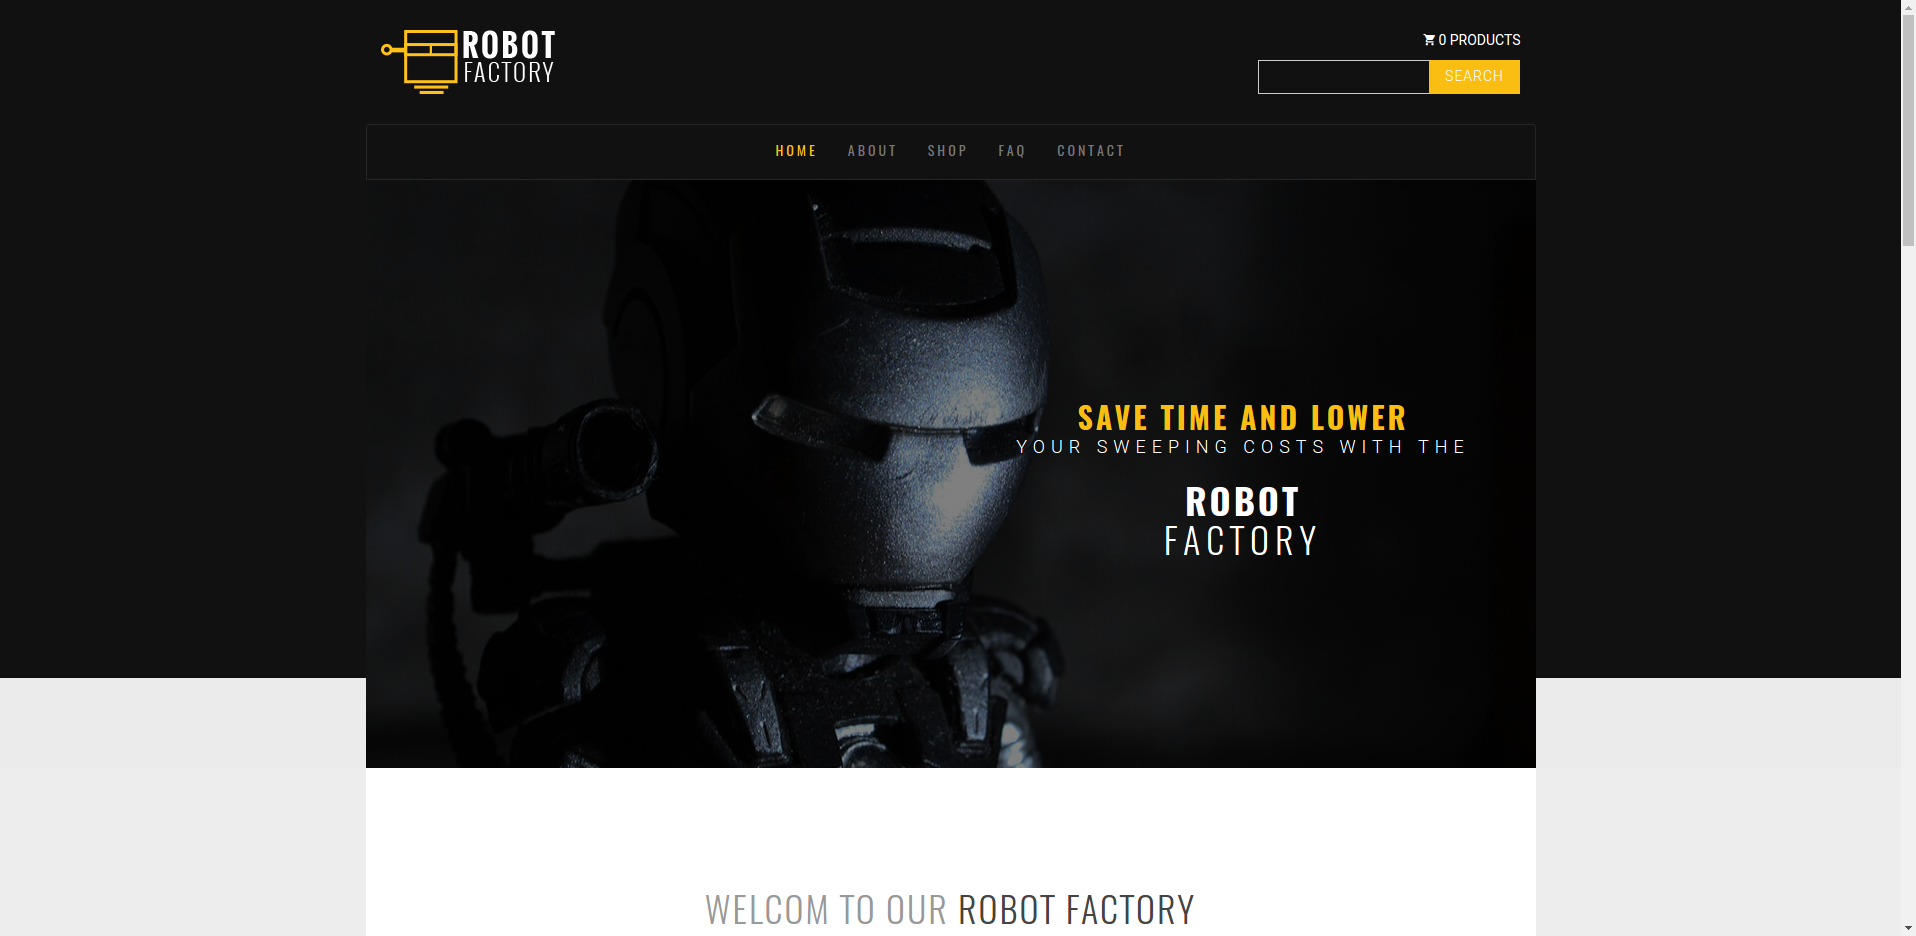 ROBOT
FACTORY
0 PRODUCTS
SEARCH
HOME ABOUT SHOP FAQ CONTACT
SAVE TIME AND LOWER
YOUR SWEEPING COSTS WITH THE
ROBOT
FACTORY
WELCOM TO OUR ROBOT FACTORY